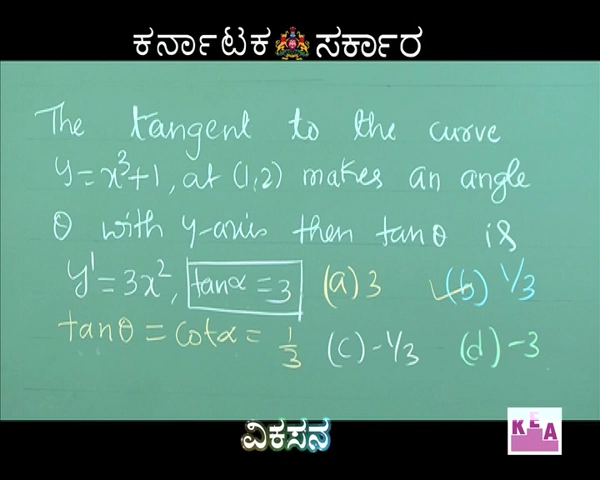 ಕರ್ನಾಟಕ ಸರ್ಕಾರ
The tangent to the curve
y = x³+1, at (1,2) makes an angle
θ with y-axis then tanθ is
y' = 3x², tanα = 3 (a) 3 (b) 1/3
tanθ = cotα = 1/3 (c) -1/3 (d) -3
ವಿಕಸನ
KEA